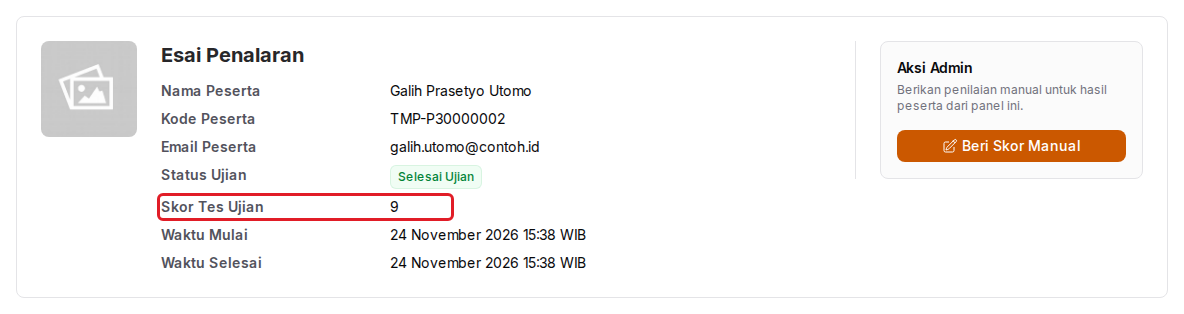 Esai Penalaran
Nama Peserta Galih Prasetyo Utomo
Kode Peserta TMP-P30000002
Email Peserta galih.utomo@contoh.id
Status Ujian Selesai Ujian
Skor Tes Ujian 9
Waktu Mulai 24 November 2026 15:38 WIB
Waktu Selesai 24 November 2026 15:38 WIB
Aksi Admin
Berikan penilaian manual untuk hasil
peserta dari panel ini.
Beri Skor Manual